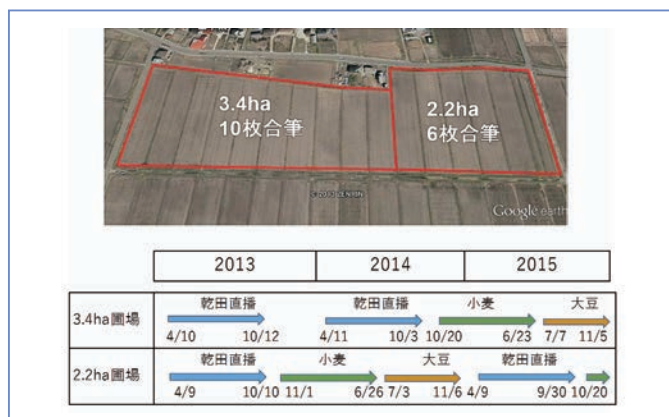 3.4ha
10枚合筆
2.2ha
6枚合筆
© 2013 ZENRIN
Google earth
2013 2014 2015
3.4ha圃場
乾田直播 乾田直播 小麦 大豆
4/10 10/12 4/11 10/3 10/20 6/23 7/7 11/5
2.2ha圃場
乾田直播 小麦 大豆 乾田直播
4/9 10/10 11/1 6/26 7/3 11/6 4/9 9/30 10/20